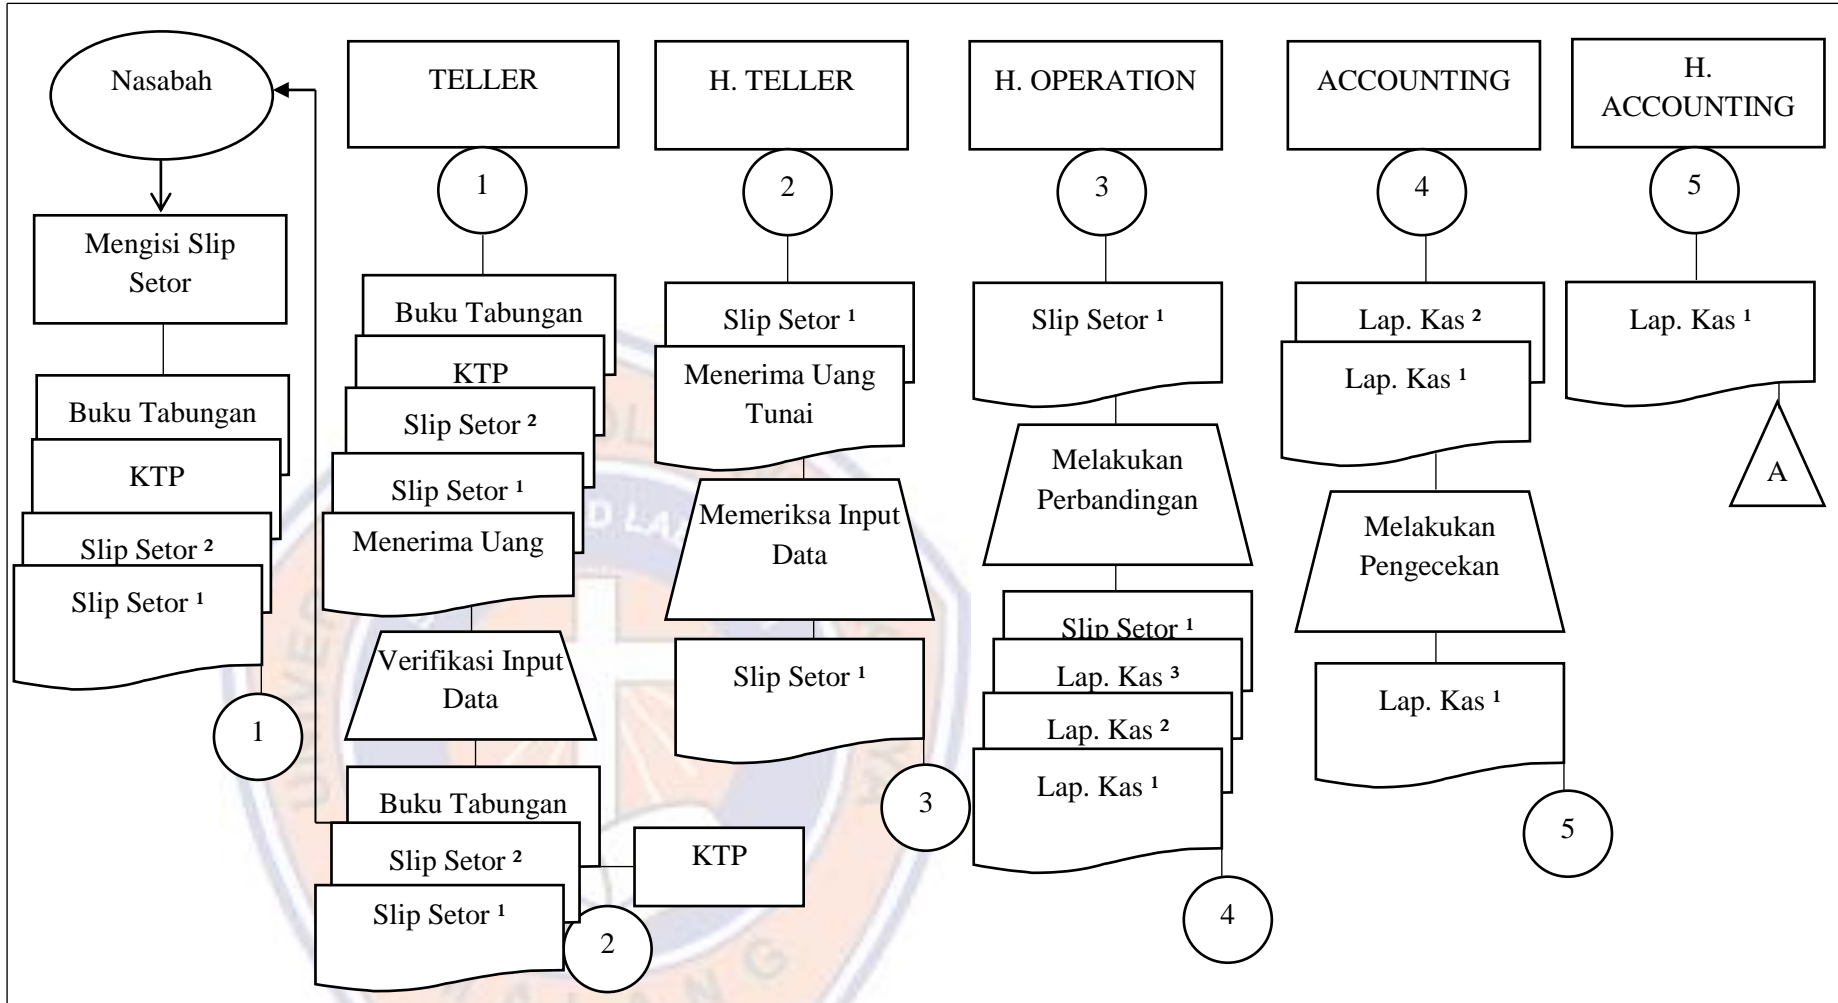 Nasabah
Mengisi Slip
Setor
Buku Tabungan
KTP
Slip Setor ²
Slip Setor ¹
1
TELLER
1
Buku Tabungan
KTP
Slip Setor ²
Slip Setor ¹
Menerima Uang
Verifikasi Input
Data
Buku Tabungan
Slip Setor ²
KTP
Slip Setor ¹
2
H. TELLER
2
Slip Setor ¹
Menerima Uang
Tunai
Memeriksa Input
Data
Slip Setor ¹
3
H. OPERATION
3
Slip Setor ¹
Melakukan
Perbandingan
Slip Setor ¹
Lap. Kas ³
Lap. Kas ²
Lap. Kas ¹
4
ACCOUNTING
4
Lap. Kas ²
Lap. Kas ¹
Melakukan
Pengecekan
Lap. Kas ¹
5
H.
ACCOUNTING
5
Lap. Kas ¹
A